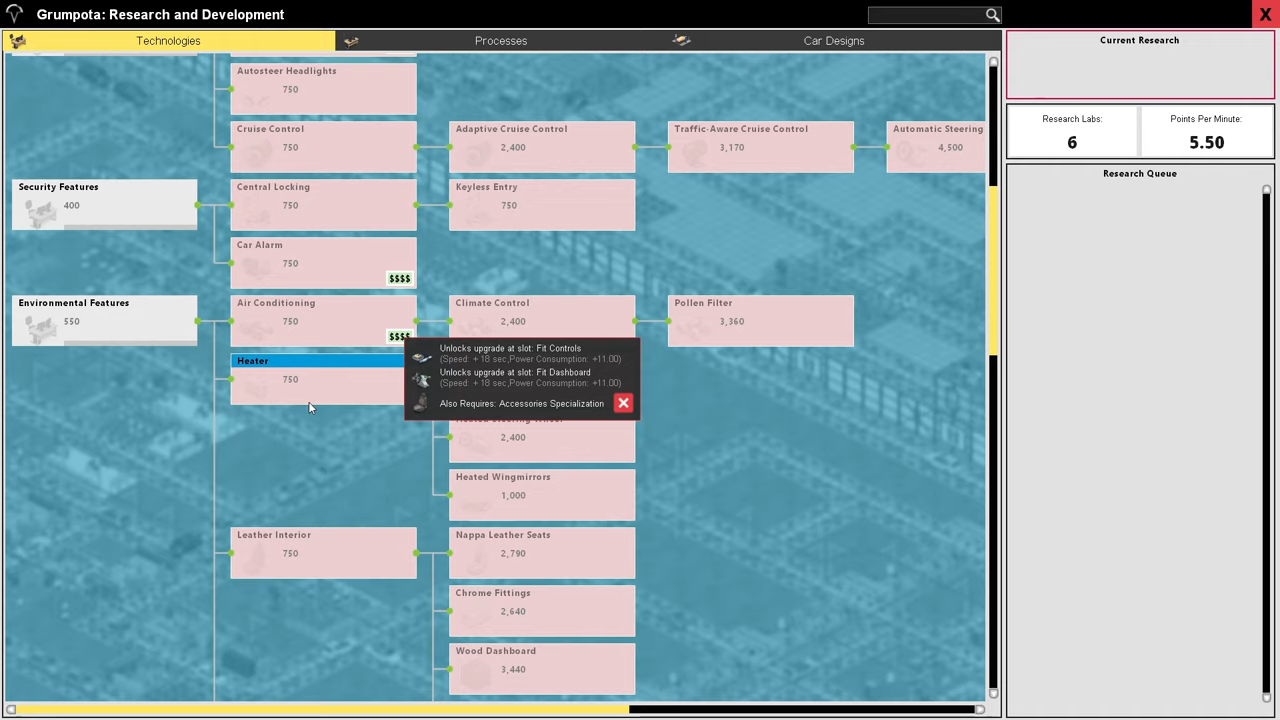 Grumpota: Research and Development
X
Technologies
Processes
Car Designs
Current Research
Research Labs:
6
Points Per Minute:
5.50
Research Queue
Autosteer Headlights
750
Cruise Control
750
Adaptive Cruise Control
2,400
Traffic-Aware Cruise Control
3,170
Automatic Steering
4,500
Security Features
400
Central Locking
750
Keyless Entry
750
Car Alarm
750
$$$$
Environmental Features
550
Air Conditioning
750
$$$$
Climate Control
2,400
Pollen Filter
3,360
Heater
750
Unlocks upgrade at slot: Fit Controls
(Speed: + 18 sec,Power Consumption: +11.00)
Unlocks upgrade at slot: Fit Dashboard
(Speed: + 18 sec,Power Consumption: +11.00)
Also Requires: Accessories Specialization
Heated Steering Wheel
2,400
Heated Wingmirrors
1,000
Leather Interior
750
Nappa Leather Seats
2,790
Chrome Fittings
2,640
Wood Dashboard
3,440